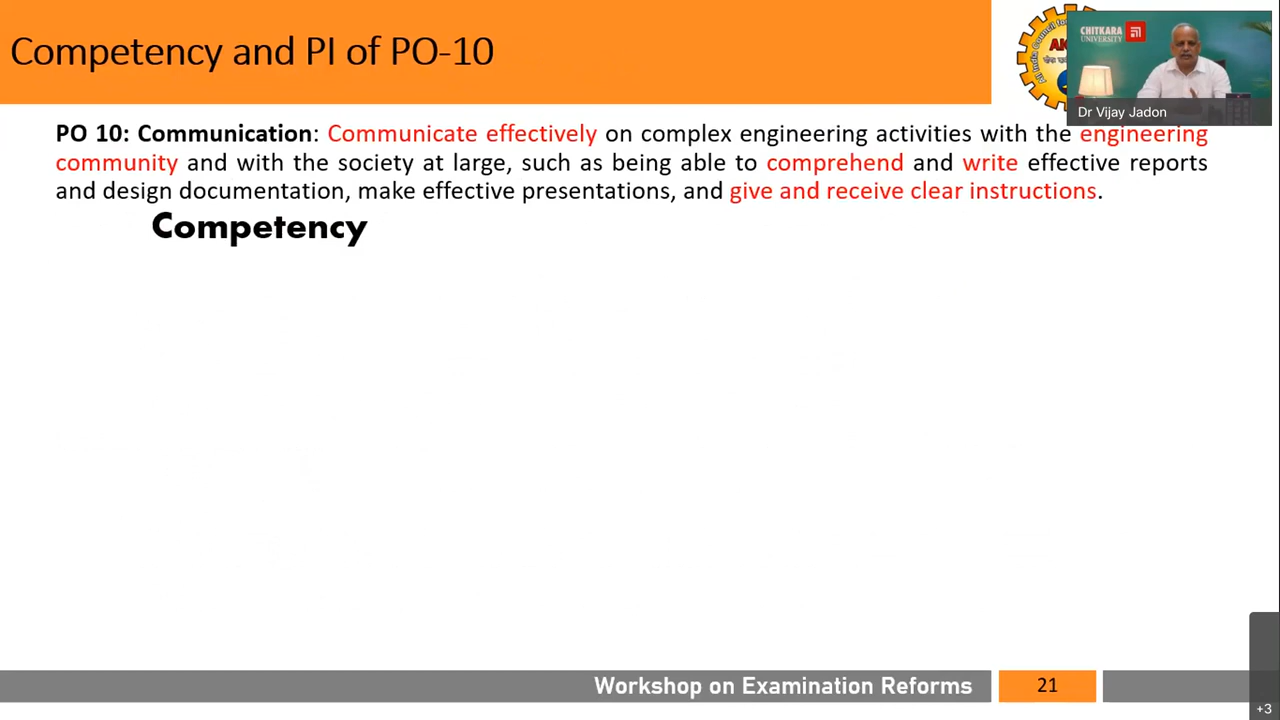 Competency and PI of PO-10
CHITKARA
UNIVERSITY
Dr Vijay Jadon
PO 10: Communication: Communicate effectively on complex engineering activities with the engineering
community and with the society at large, such as being able to comprehend and write effective reports
and design documentation, make effective presentations, and give and receive clear instructions.
Competency
Workshop on Examination Reforms
21
+3